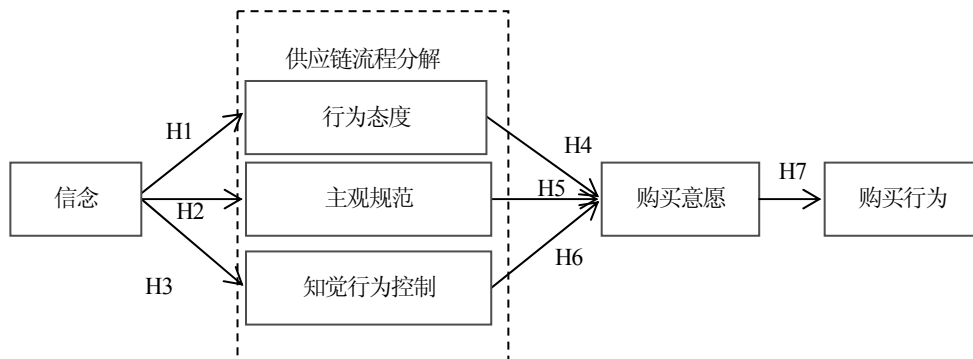 供应链流程分解
行为态度
H1
H4
信念
H2
主观规范
H5
购买意愿
H7
购买行为
H3
知觉行为控制
H6